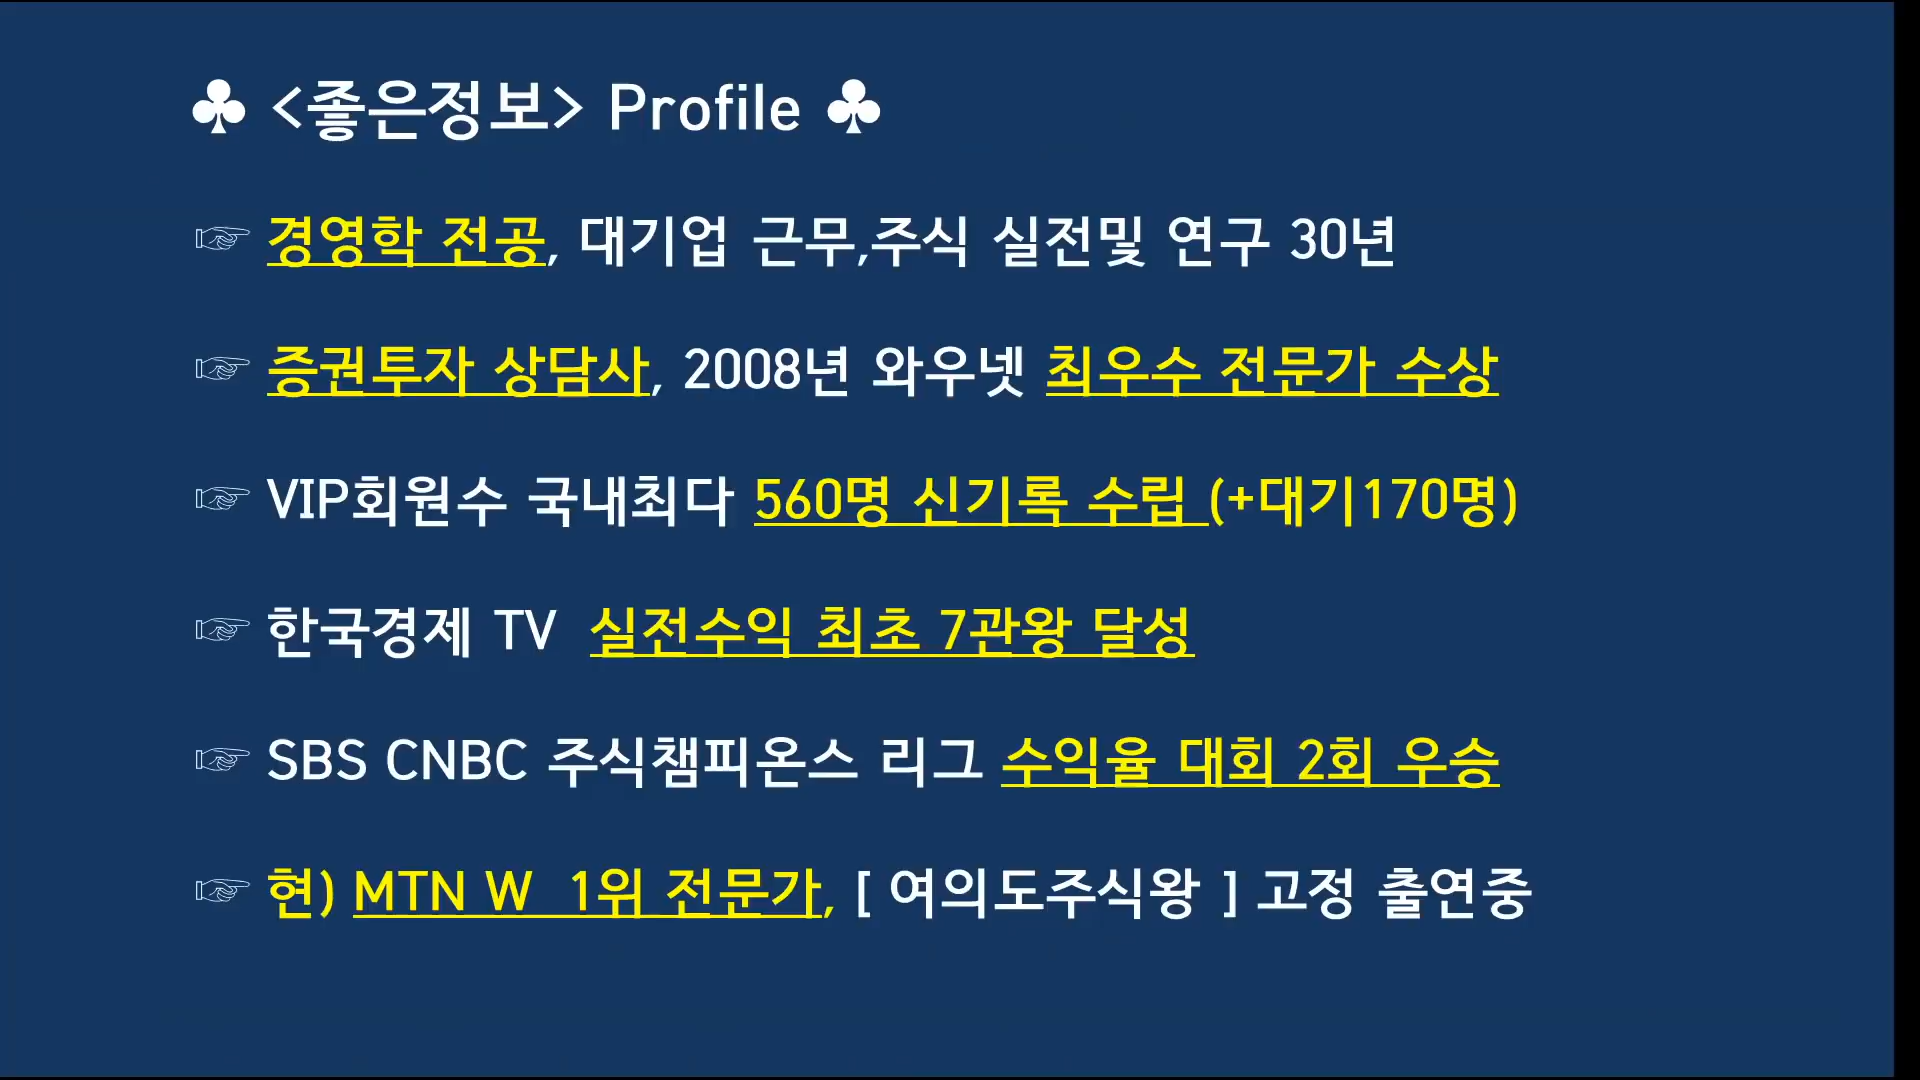 ♣ <좋은정보> Profile ♣
☞ 경영학 전공, 대기업 근무,주식 실전및 연구 30년
☞ 증권투자 상담사, 2008년 와우넷 최우수 전문가 수상
☞ VIP회원수 국내최다 560명 신기록 수립 (+대기170명)
☞ 한국경제 TV 실전수익 최초 7관왕 달성
☞ SBS CNBC 주식챔피온스 리그 수익율 대회 2회 우승
☞ 현) MTN W 1위 전문가, [ 여의도주식왕 ] 고정 출연중